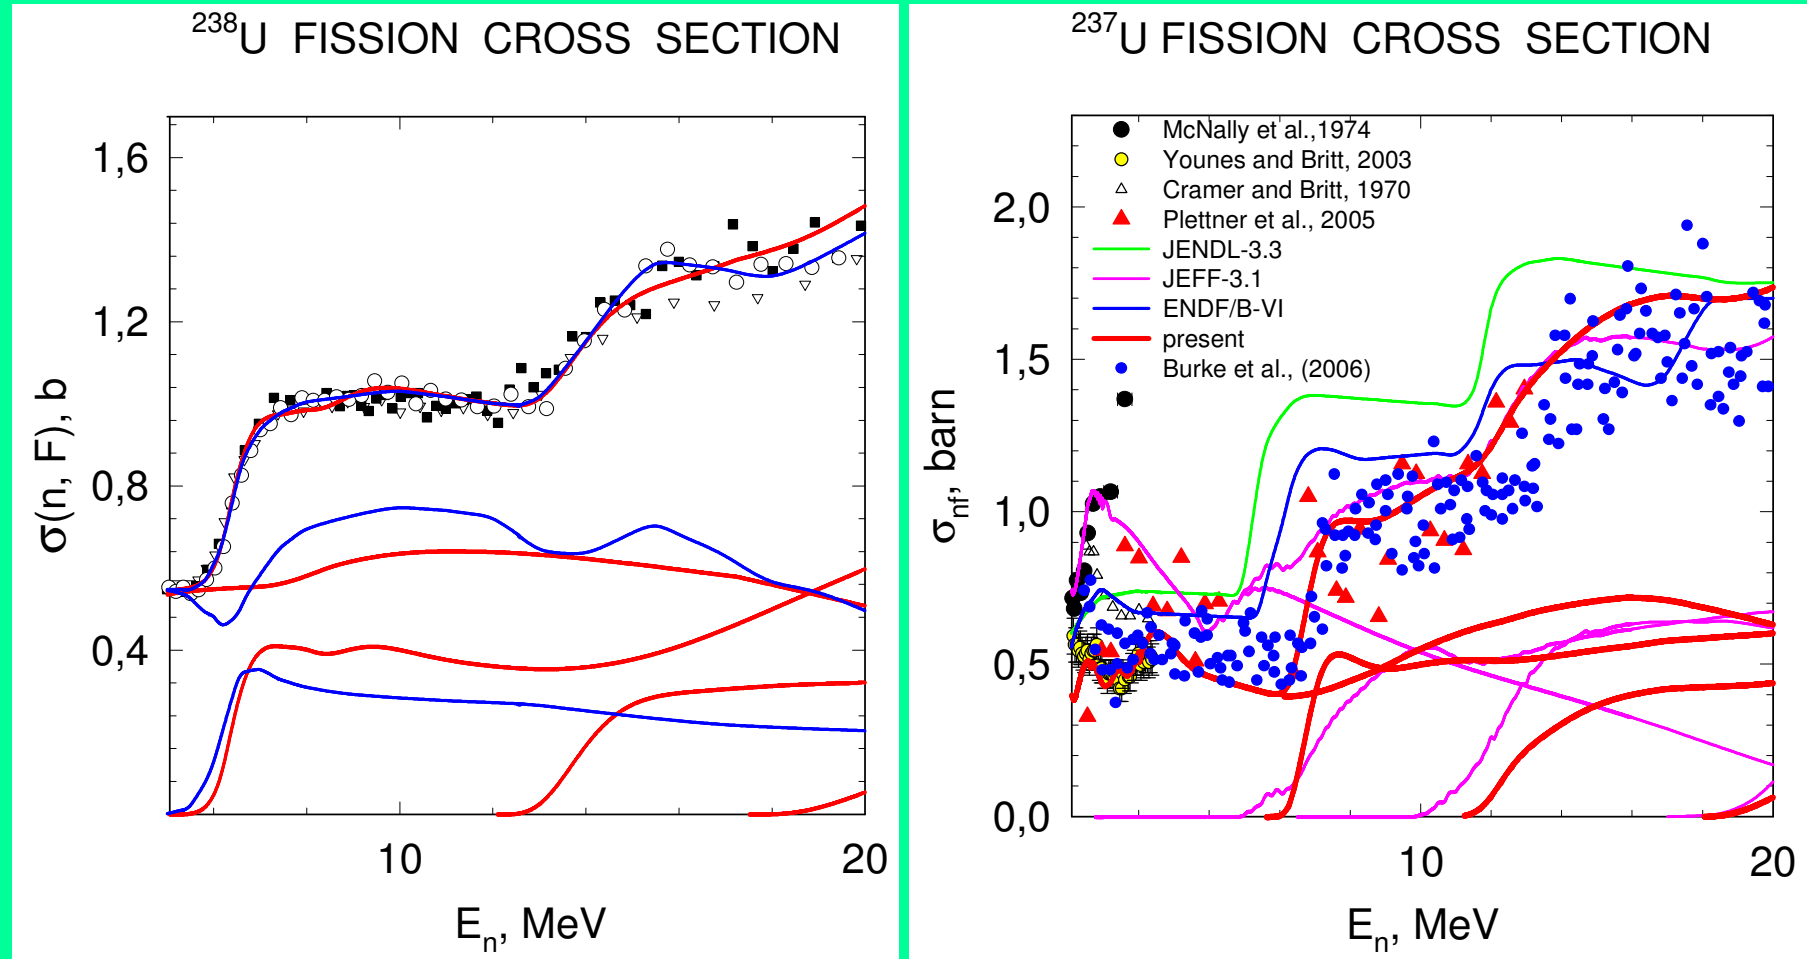 ²³⁸U FISSION CROSS SECTION
σ(n, F), b
1,6
1,2
0,8
0,4
10
20
Eₙ, MeV
²³⁷U FISSION CROSS SECTION
σₙf, barn
2,0
1,5
1,0
0,5
0,0
McNally et al.,1974
Younes and Britt, 2003
Cramer and Britt, 1970
Plettner et al., 2005
JENDL-3.3
JEFF-3.1
ENDF/B-VI
present
Burke et al., (2006)
10
20
Eₙ, MeV